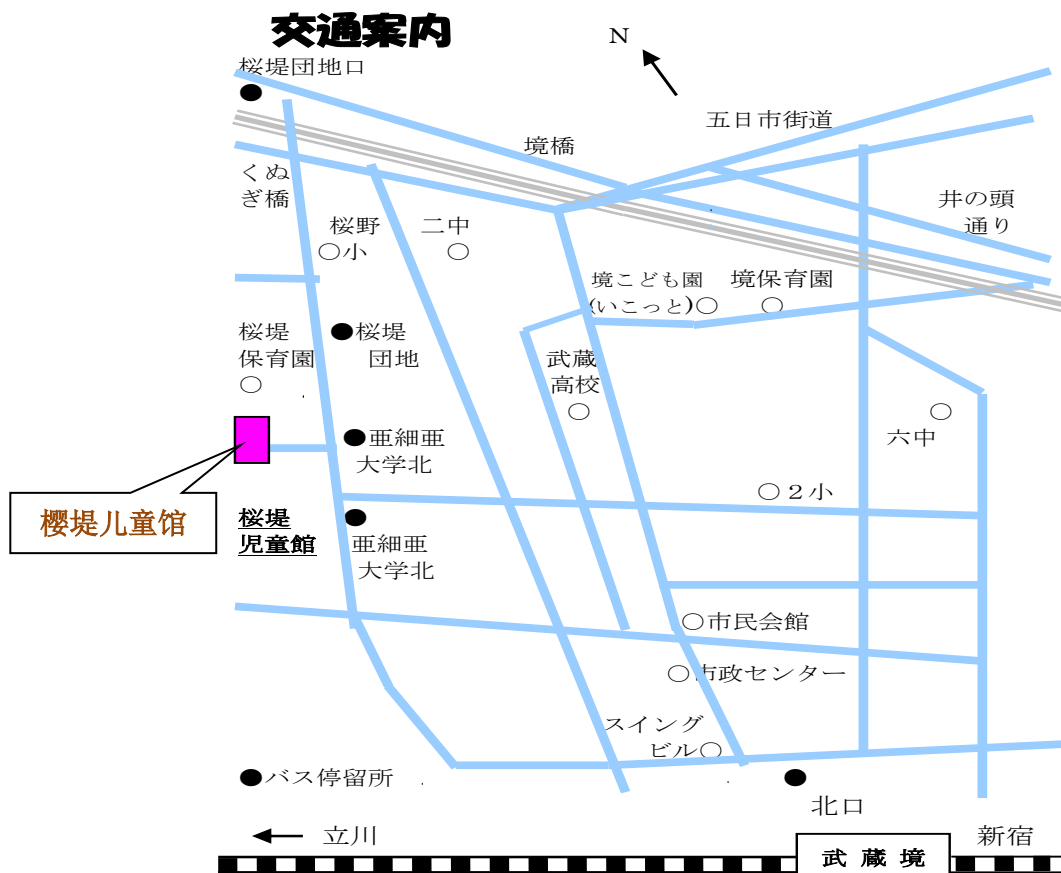 交通案内
N
桜堤団地口
五日市街道
境橋
くぬ
ぎ橋
井の頭
通り
桜野
○小
二中
○
境こども園
(いこっと)○
境保育園
○
桜堤
保育園
○
●桜堤
団地
武蔵
高校
○
○
六中
●亜細亜
大学北
○２小
櫻堤儿童馆
桜堤
児童館
●
亜細亜
大学北
○市民会館
○市政センター
スイング
ビル○
●バス停留所
●
北口
← 立川
新宿
武蔵境